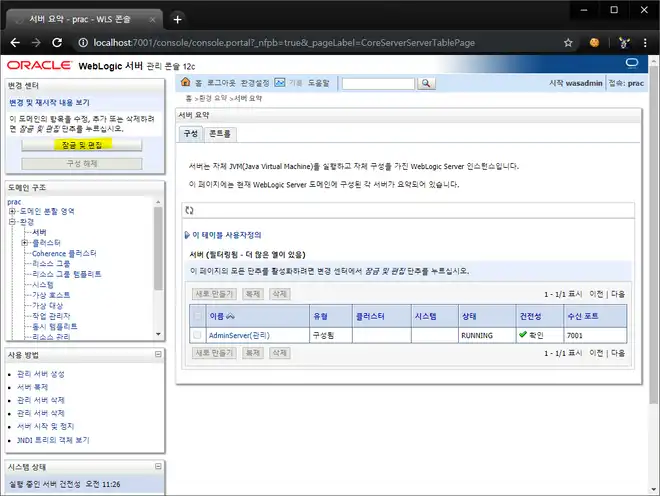 서버 요약 - prac - WLS 콘솔
localhost:7001/console/console.portal?_nfpb=true&_pageLabel=CoreServerServerTablePage
ORACLE WebLogic 서버 관리 콘솔 12c
변경 센터
변경 및 재시작 내용 보기
이 도메인의 항목을 수정, 추가 또는 삭제하려
면 잠금 및 편집 단추를 누르십시오.
잠금 및 편집
구성 해제
도메인 구조
prac
도메인 분할 영역
환경
서버
클러스터
Coherence 클러스터
리소스 그룹
리소스 그룹 템플리트
시스템
가상 호스트
가상 대상
작업 관리자
동시 템플리트
리소스 관리
사용 방법
관리 서버 생성
서버 복제
관리 서버 삭제
관리 서버 삭제
서버 시작 및 정지
JNDI 트리의 객체 보기
시스템 상태
실행 중인 서버 건전성 오전 11:26
홈 로그아웃 환경설정 기록 도움말
시작 wasadmin 접속: prac
홈 >환경 요약 >서버 요약
서버 요약
구성 콘트롤
서버는 자체 JVM(Java Virtual Machine)를 실행하고 자체 구성을 가진 WebLogic Server 인스턴스입니다.
이 페이지에는 현재 WebLogic Server 도메인에 구성된 각 서버가 요약되어 있습니다.
이 테이블 사용자정의
서버 (필터링됨 - 더 많은 열이 있음)
이 페이지의 모든 단추를 활성화하려면 변경 센터에서 잠금 및 편집 단추를 누르십시오.
새로 만들기 복제 삭제 1 - 1/1 표시 이전 | 다음
이름 유형 클러스터 시스템 상태 건전성 수신 포트
AdminServer(관리) 구성됨 RUNNING 확인 7001
새로 만들기 복제 삭제 1 - 1/1 표시 이전 | 다음